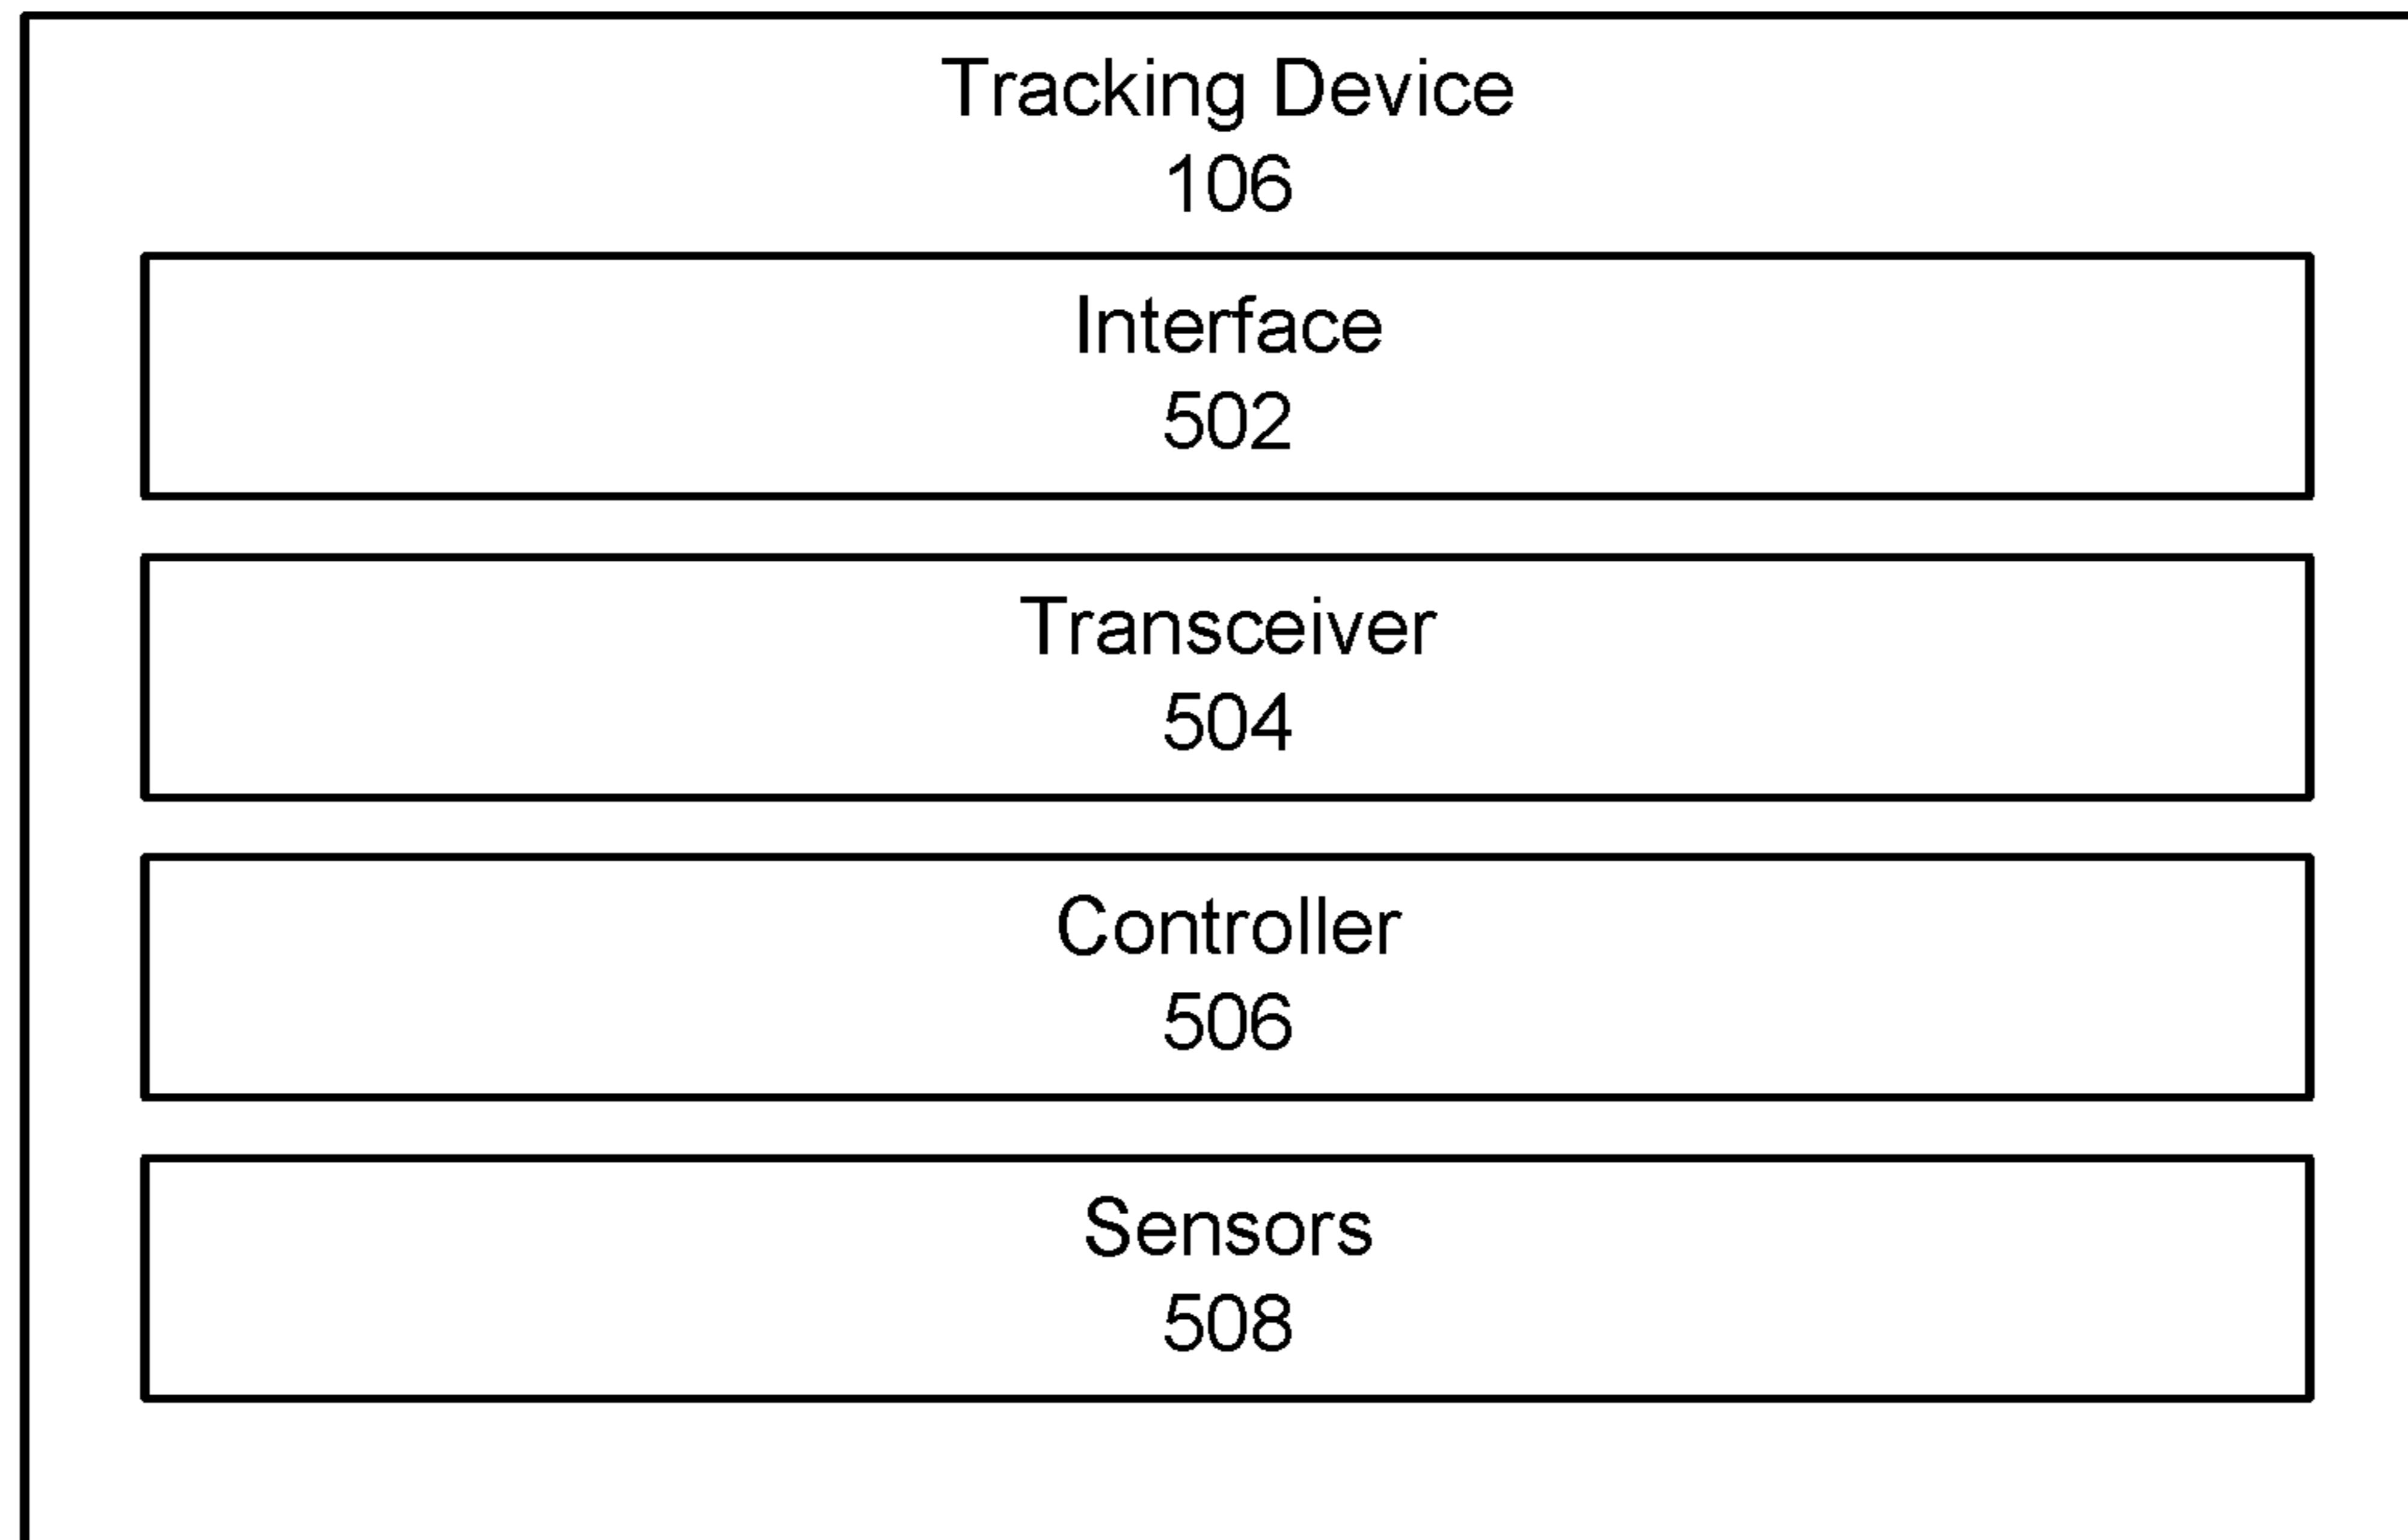 Tracking Device
106
Interface
502
Transceiver
504
Controller
506
Sensors
508